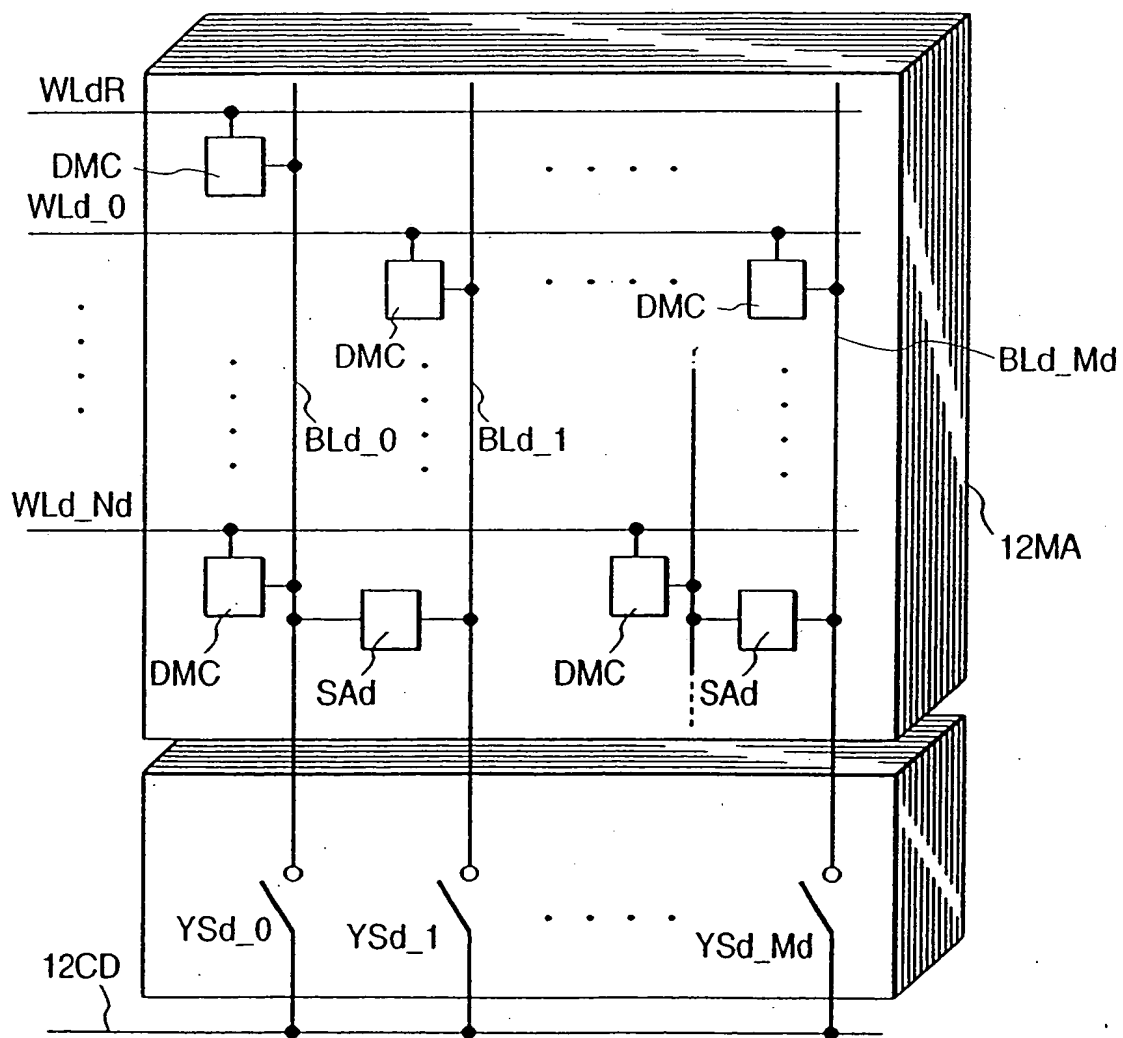 WLdR
DMC
WLd_0
DMC
DMC
BLd_Md
BLd_0
BLd_1
WLd_Nd
12MA
DMC
SAd
DMC
SAd
YSd_0
YSd_1
YSd_Md
12CD